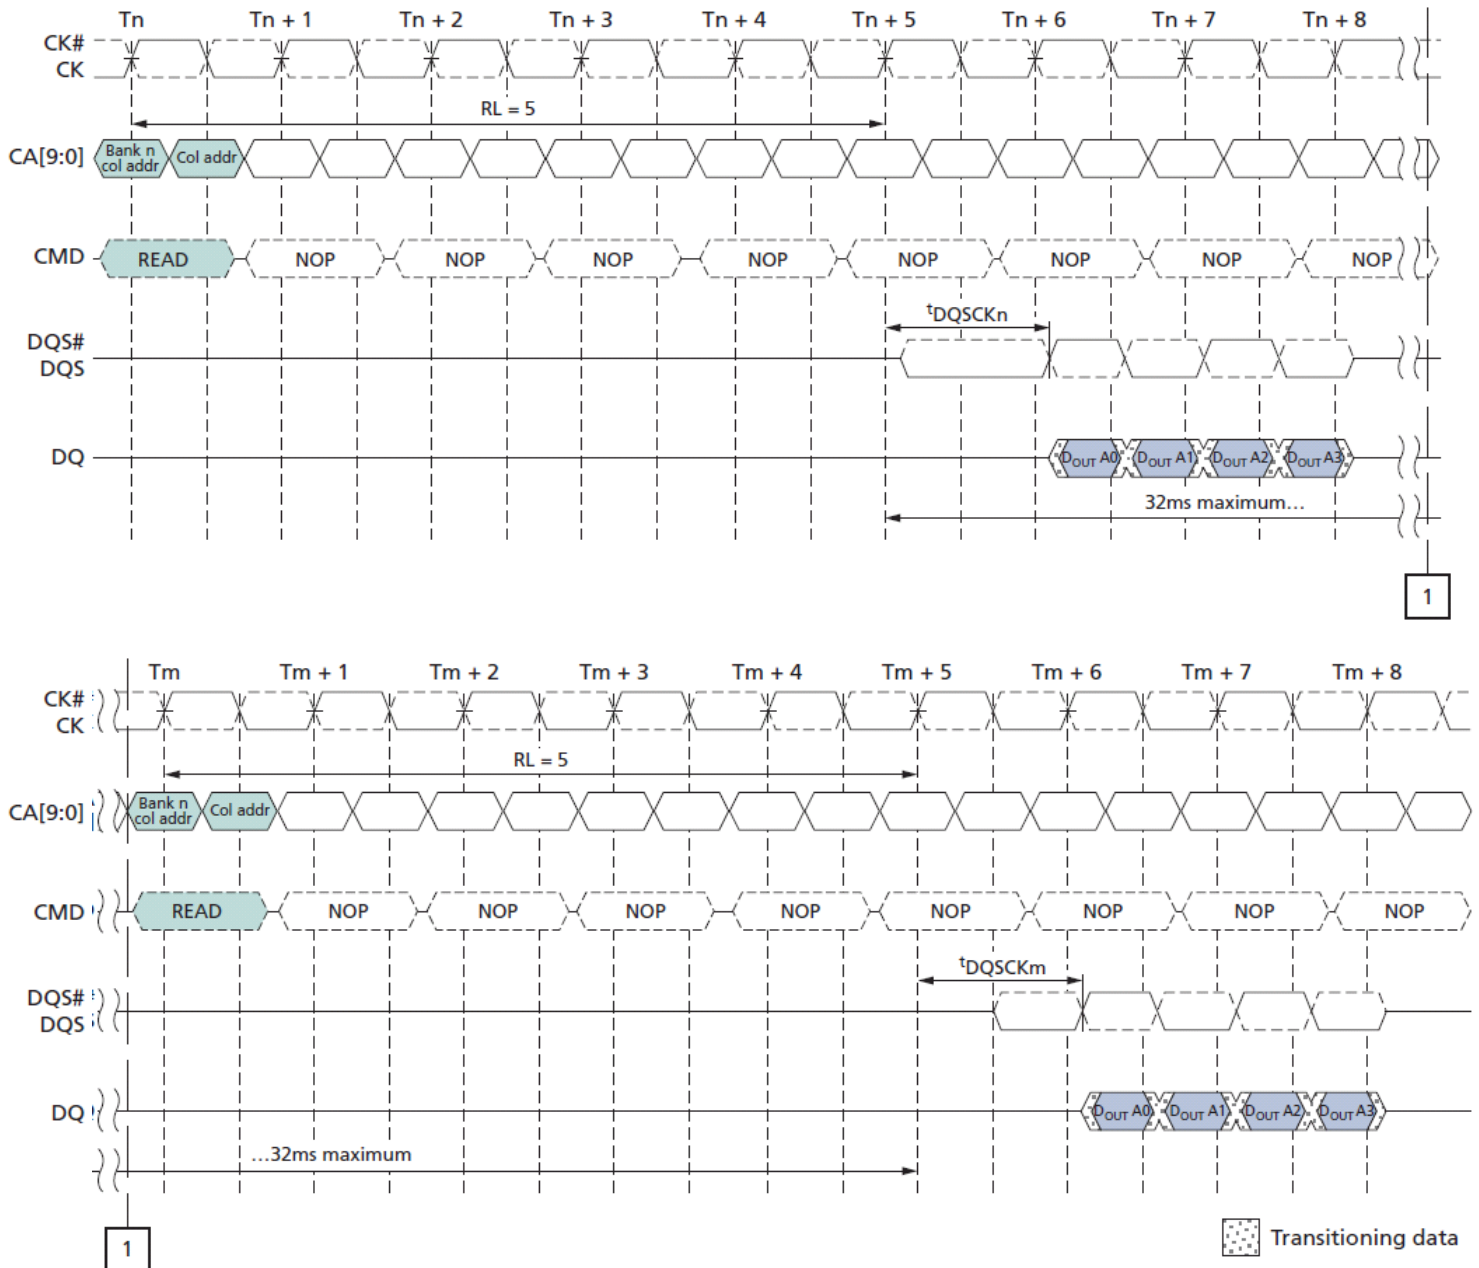 Tn Tn + 1 Tn + 2 Tn + 3 Tn + 4 Tn + 5 Tn + 6 Tn + 7 Tn + 8
CK#
CK
RL = 5
CA[9:0] Bank n col addr Col addr
CMD READ NOP NOP NOP NOP NOP NOP NOP NOP
tDQSCKn
DQS#
DQS
DQ DOUT A0 DOUT A1 DOUT A2 DOUT A3
32ms maximum…
1
Tm Tm + 1 Tm + 2 Tm + 3 Tm + 4 Tm + 5 Tm + 6 Tm + 7 Tm + 8
CK#
CK
RL = 5
CA[9:0] Bank n col addr Col addr
CMD READ NOP NOP NOP NOP NOP NOP NOP NOP
tDQSCKm
DQS#
DQS
DQ DOUT A0 DOUT A1 DOUT A2 DOUT A3
…32ms maximum
1
Transitioning data